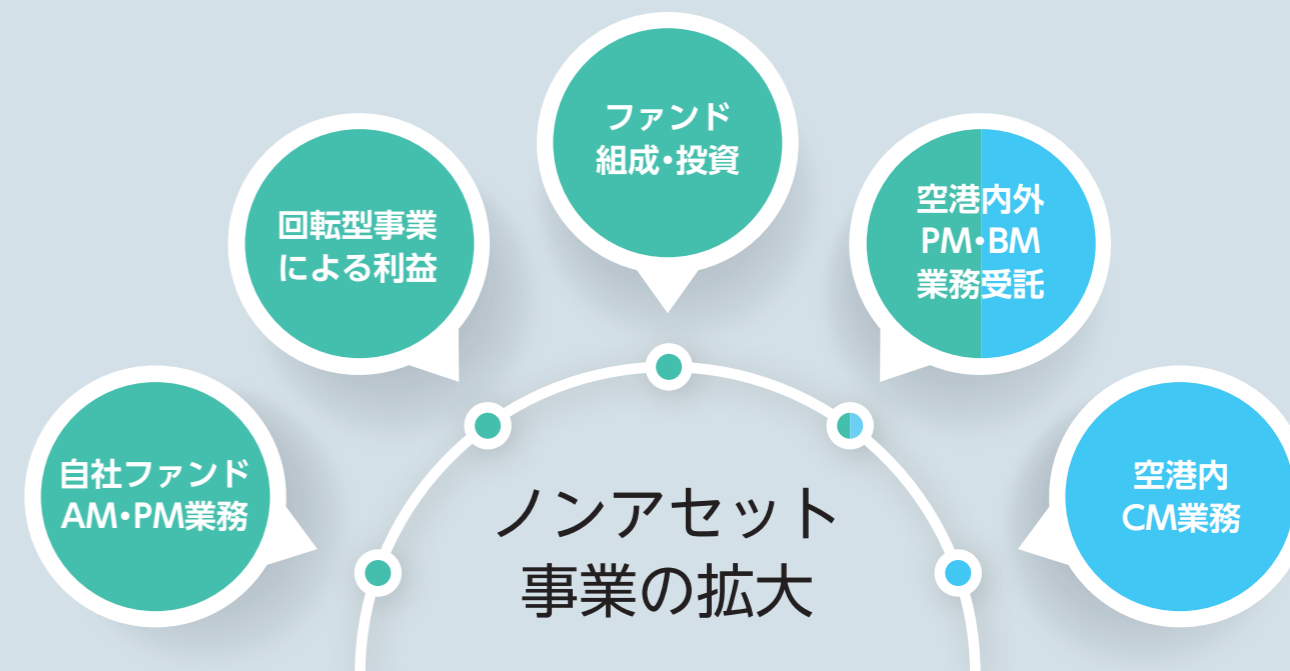 ファンド
組成・投資
回転型事業
による利益
空港内外
PM・BM
業務受託
自社ファンド
AM・PM業務
空港内
CM業務
ノンアセット
事業の拡大